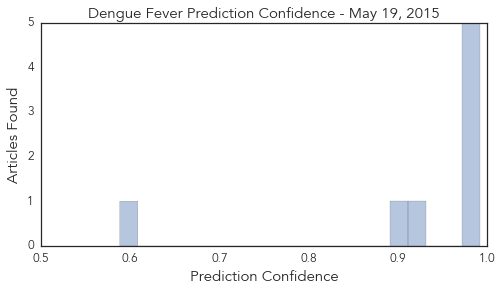 Dengue Fever Prediction Confidence - May 19, 2015
Articles Found
5
4
3
2
1
0
0.5 0.6 0.7 0.8 0.9 1.0
Prediction Confidence